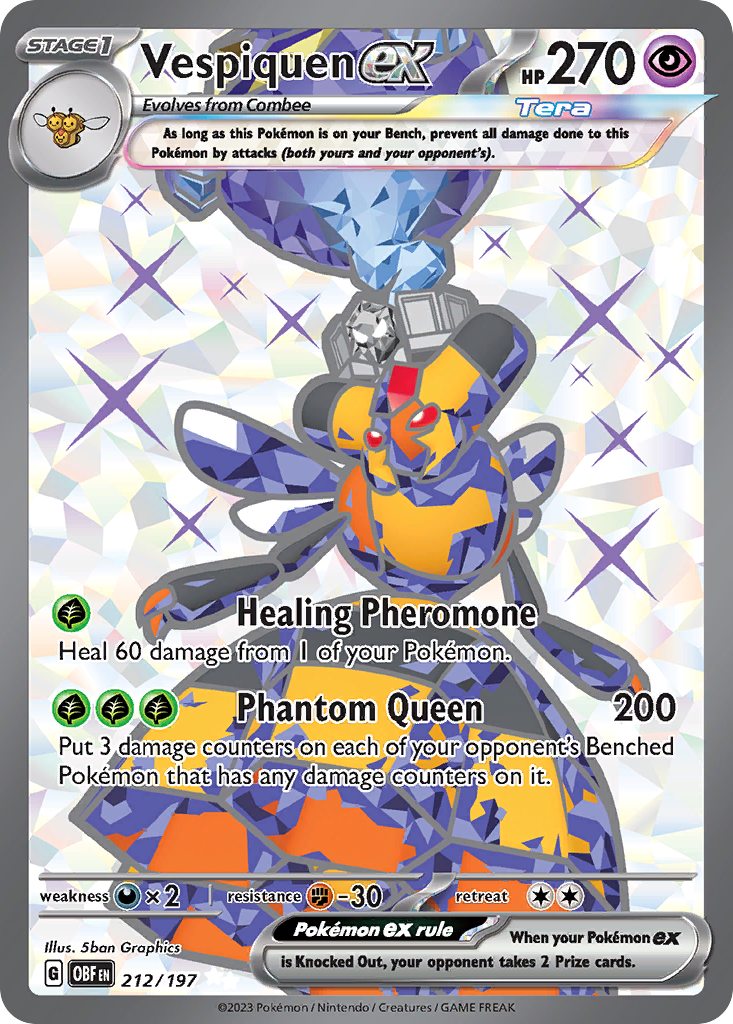 STAGE1
Vespiquen ex
HP 270
Evolves from Combee
Tera
As long as this Pokémon is on your Bench, prevent all damage done to this
Pokémon by attacks (both yours and your opponent's).
Healing Pheromone
Heal 60 damage from 1 of your Pokémon.
Phantom Queen 200
Put 3 damage counters on each of your opponent's Benched
Pokémon that has any damage counters on it.
weakness ×2 resistance -30 retreat
Pokémon ex rule
When your Pokémon ex
is Knocked Out, your opponent takes 2 Prize cards.
Illus. 5ban Graphics
G OBF EN 212/197
©2023 Pokémon / Nintendo / Creatures / GAME FREAK